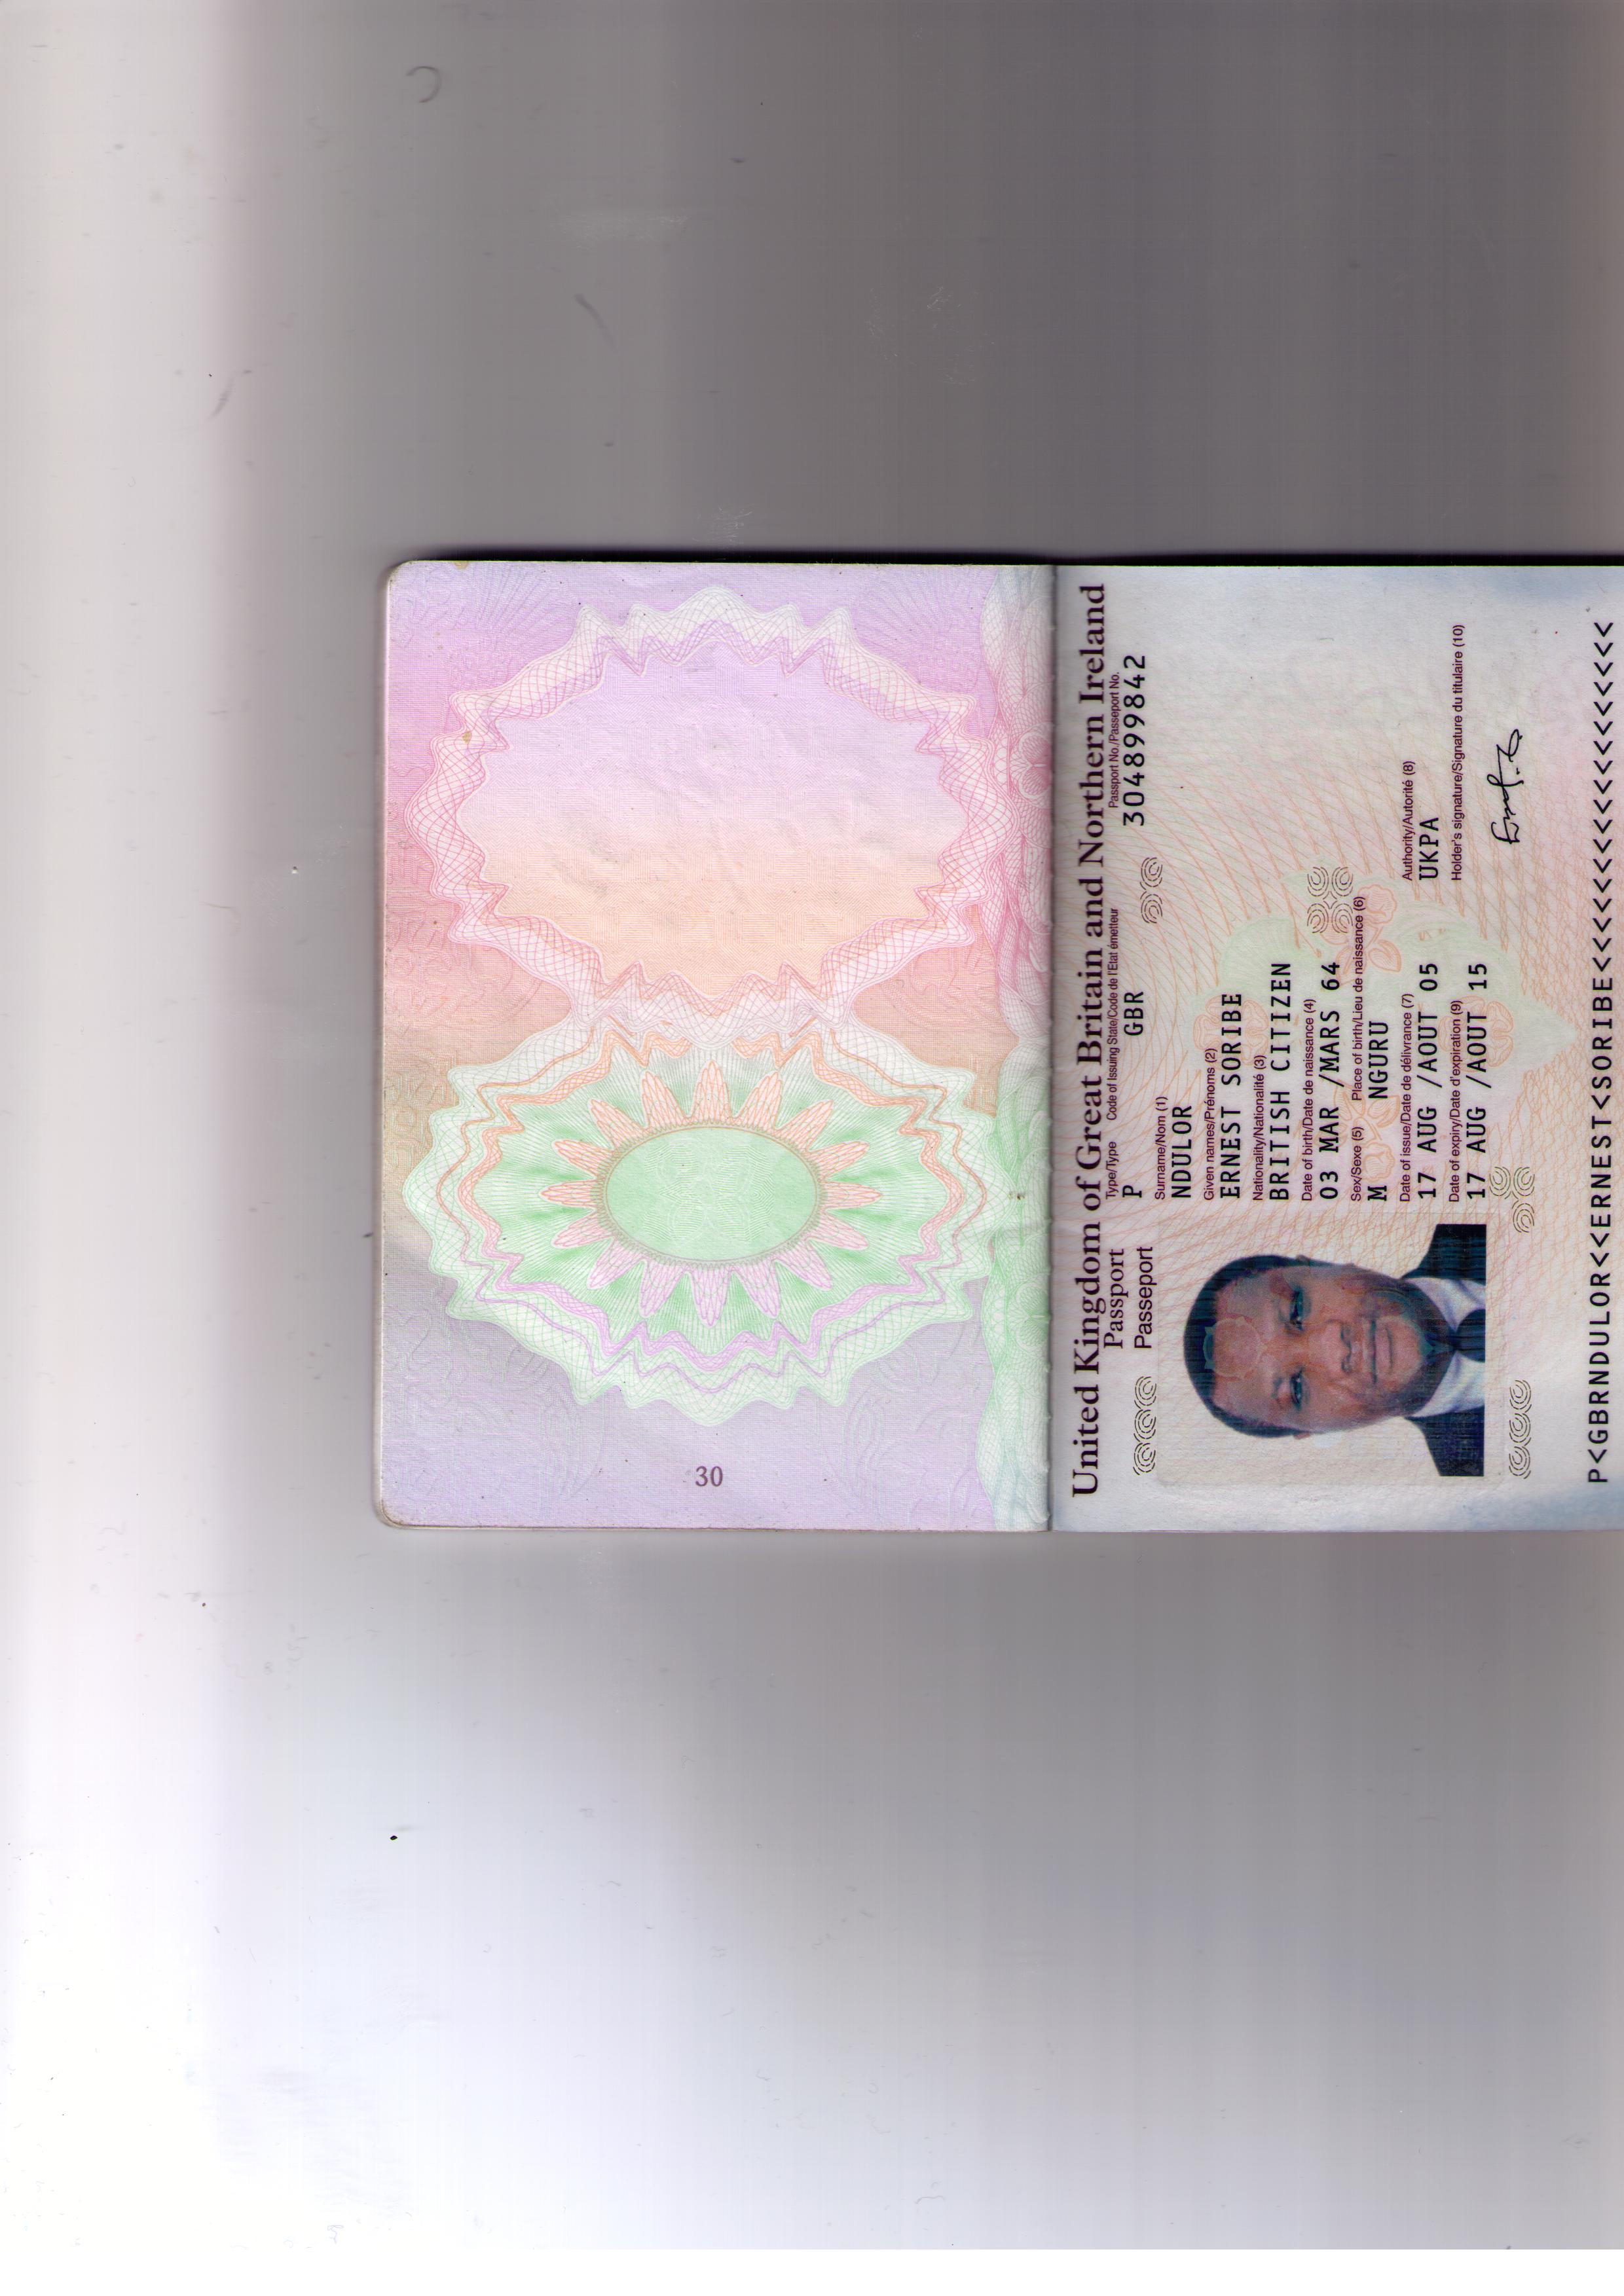 30
United Kingdom of Great Britain and Northern Ireland
Passport
Passeport
Type/Type Code of Issuing State/Code de l'Etat émetteur Passport No./Passeport No.
P GBR 304899842
Surname/Nom (1)
NDULOR
Given names/Prénoms (2)
ERNEST SORIBE
Nationality/Nationalité (3)
BRITISH CITIZEN
Date of birth/Date de naissance (4)
03 MAR /MARS 64
Sex/Sexe (5) Place of birth/Lieu de naissance (6)
M NGURU
Date of issue/Date de délivrance (7) Authority/Autorité (8)
17 AUG /AOUT 05 UKPA
Date of expiry/Date d'expiration (9) Holder's signature/Signature du titulaire (10)
17 AUG /AOUT 15
P<GBRNDULOR<<ERNEST<SORIBE<<<<<<<<<<<<<<<<<<